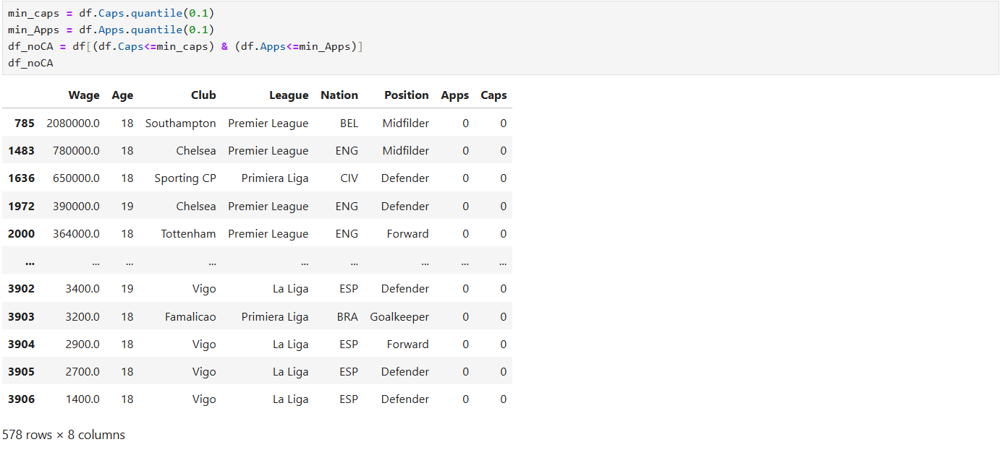 min_caps = df.Caps.quantile(0.1)
min_Apps = df.Apps.quantile(0.1)
df_noCA = df[(df.Caps<=min_caps) & (df.Apps<=min_Apps)]
df_noCA
Wage Age Club League Nation Position Apps Caps
785 2080000.0 18 Southampton Premier League BEL Midfilder 0 0
1483 780000.0 18 Chelsea Premier League ENG Midfilder 0 0
1636 650000.0 18 Sporting CP Primiera Liga CIV Defender 0 0
1972 390000.0 19 Chelsea Premier League ENG Defender 0 0
2000 364000.0 18 Tottenham Premier League ENG Forward 0 0
... ... ... ... ... ... ... ... ...
3902 3400.0 19 Vigo La Liga ESP Defender 0 0
3903 3200.0 18 Famalicao Primiera Liga BRA Goalkeeper 0 0
3904 2900.0 18 Vigo La Liga ESP Forward 0 0
3905 2700.0 18 Vigo La Liga ESP Defender 0 0
3906 1400.0 18 Vigo La Liga ESP Defender 0 0
578 rows × 8 columns